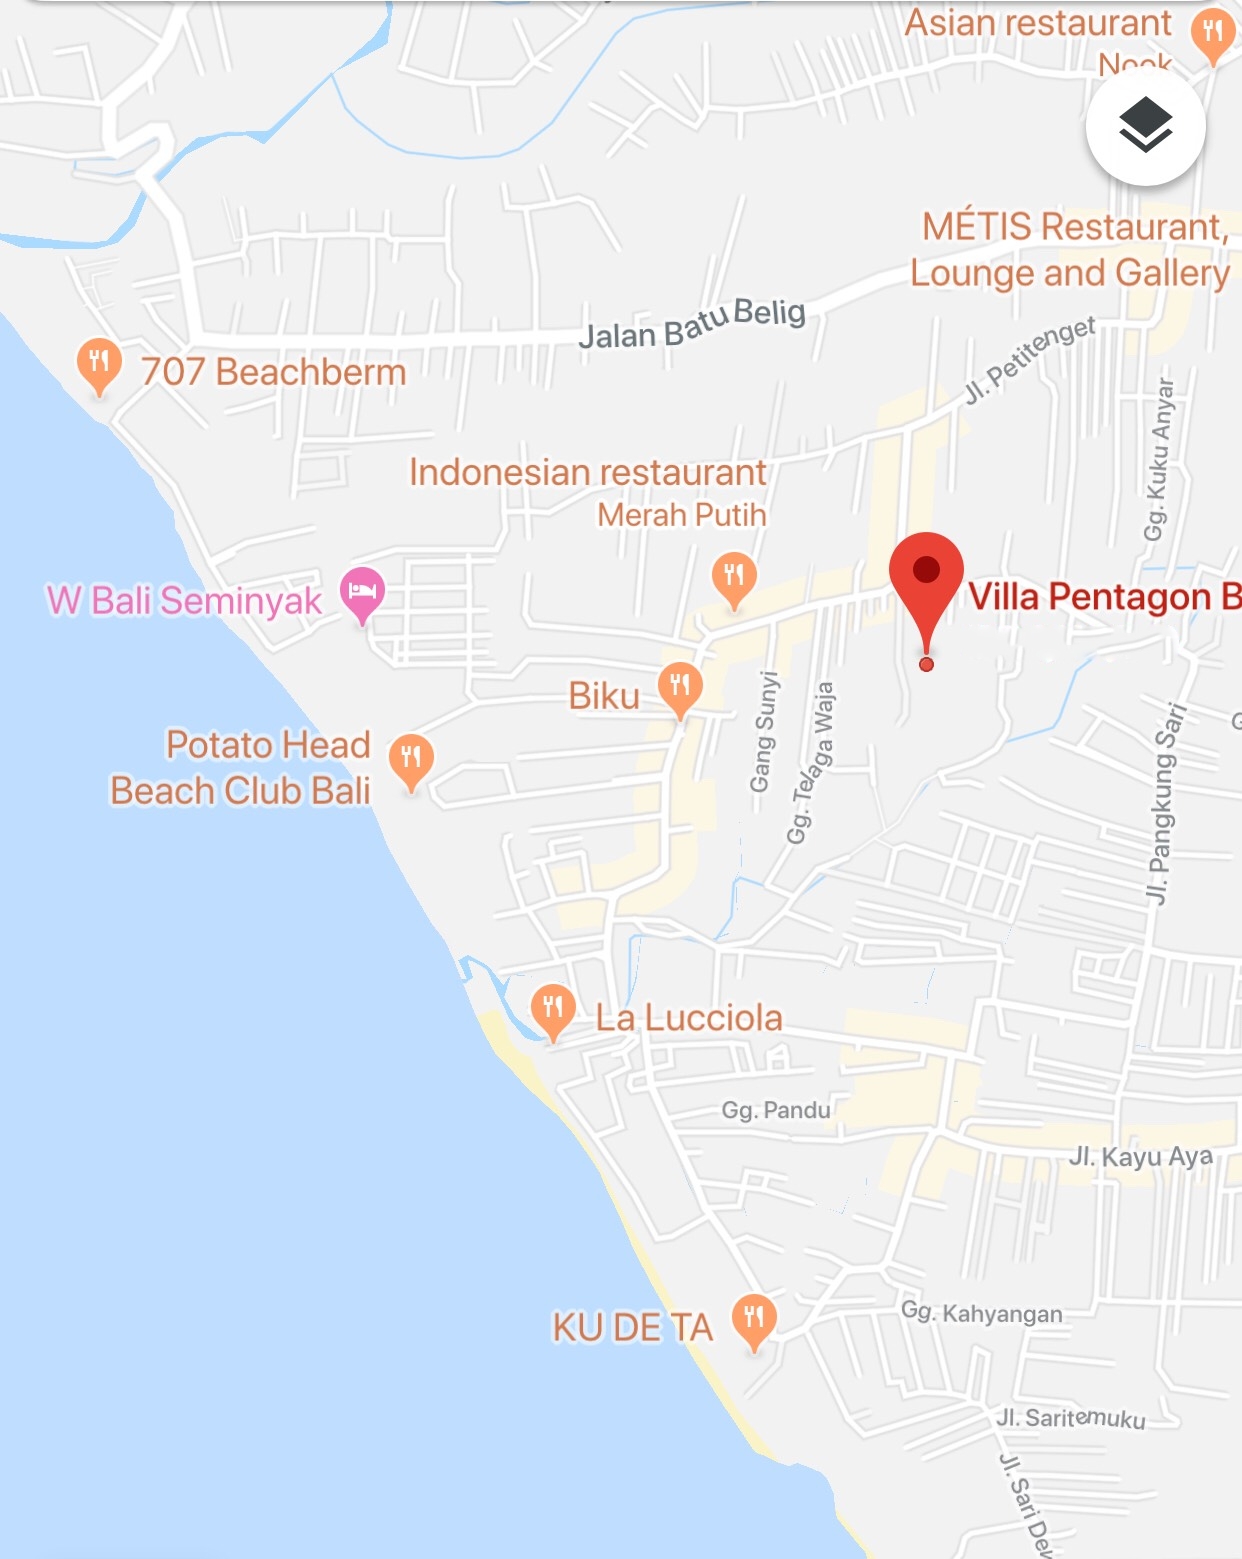 Asian restaurant
Nook
MÉTIS Restaurant,
Lounge and Gallery
Jalan Batu Belig
Jl. Petitenget
707 Beachberm
Gg. Kuku Anyar
Indonesian restaurant
Merah Putih
W Bali Seminyak
Villa Pentagon B
Biku
Gang Sunyi
Gg. Telaga Waja
Jl. Pangkung Sari
G
Potato Head
Beach Club Bali
La Lucciola
Gg. Pandu
Jl. Kayu Aya
KU DE TA
Gg. Kahyangan
Jl. Saritemuku
Jl. Sari Dew